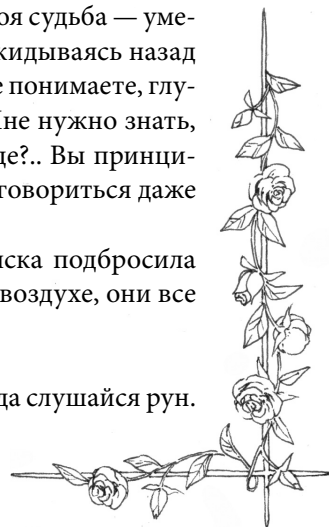 оя судьба — уме-
кидываясь назад
е понимаете, глу-
Мне нужно знать,
це?.. Вы принци-
говориться даже
иска подбросила
воздухе, они все
да слушайся рун.